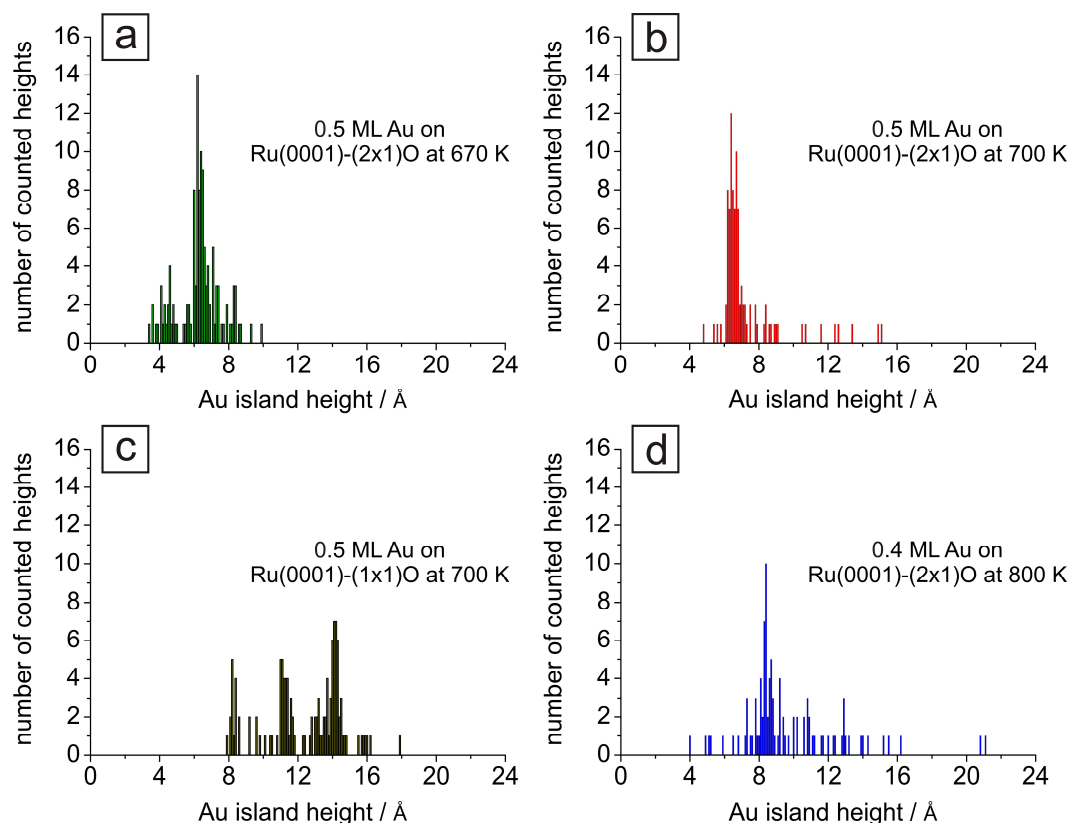 a
16
14
12
10
8
6
4
2
0
number of counted heights
0.5 ML Au on
Ru(0001)-(2x1)O at 670 K
0 4 8 12 16 20 24
Au island height / Å
b
16
14
12
10
8
6
4
2
0
number of counted heights
0.5 ML Au on
Ru(0001)-(2x1)O at 700 K
0 4 8 12 16 20 24
Au island height / Å
c
16
14
12
10
8
6
4
2
0
number of counted heights
0.5 ML Au on
Ru(0001)-(1x1)O at 700 K
0 4 8 12 16 20 24
Au island height / Å
d
16
14
12
10
8
6
4
2
0
number of counted heights
0.4 ML Au on
Ru(0001)-(2x1)O at 800 K
0 4 8 12 16 20 24
Au island height / Å